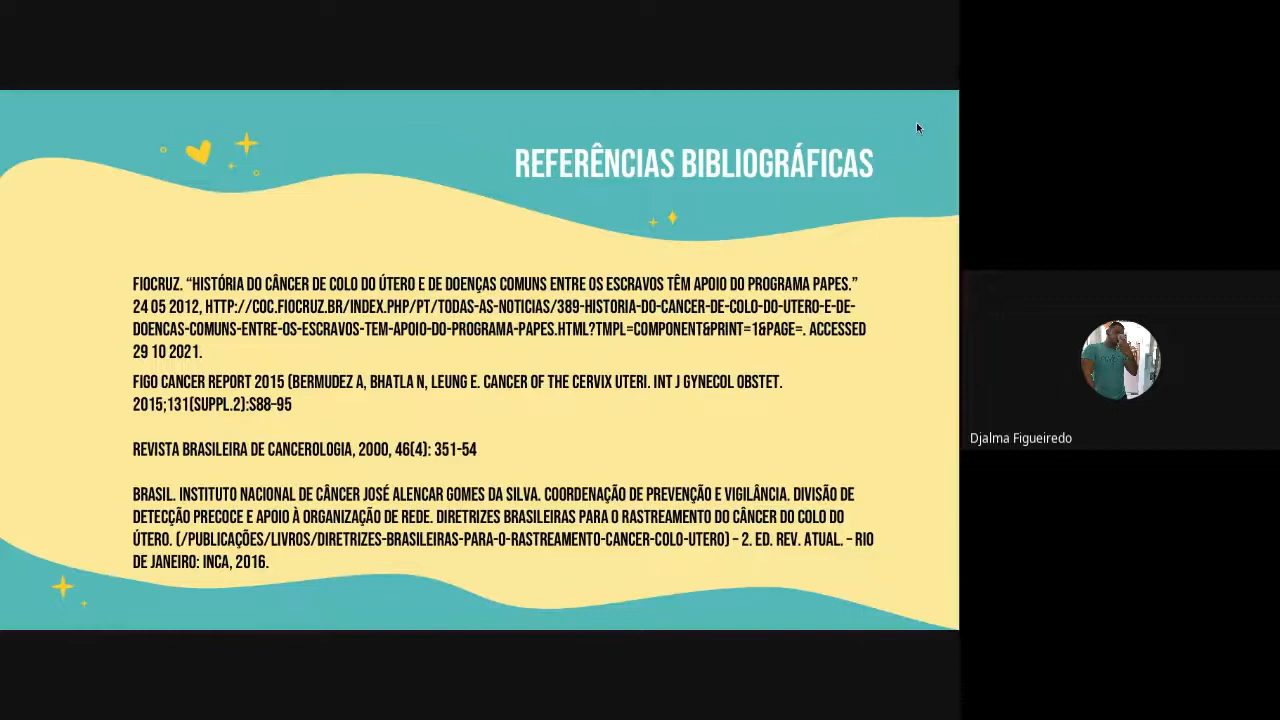 REFERÊNCIAS BIBLIOGRÁFICAS
FIOCRUZ. “HISTÓRIA DO CÂNCER DE COLO DO ÚTERO E DE DOENÇAS COMUNS ENTRE OS ESCRAVOS TÊM APOIO DO PROGRAMA PAPES.”
24 05 2012, HTTP://COC.FIOCRUZ.BR/INDEX.PHP/PT/TODAS-AS-NOTICIAS/389-HISTORIA-DO-CANCER-DE-COLO-DO-UTERO-E-DE-
DOENCAS-COMUNS-ENTRE-OS-ESCRAVOS-TEM-APOIO-DO-PROGRAMA-PAPES.HTML?TMPL=COMPONENT&PRINT=1&PAGE=. ACCESSED
29 10 2021.
FIGO CANCER REPORT 2015 (BERMUDEZ A, BHATLA N, LEUNG E. CANCER OF THE CERVIX UTERI. INT J GYNECOL OBSTET.
2015;131(SUPPL.2):S88–95
REVISTA BRASILEIRA DE CANCEROLOGIA, 2000, 46(4): 351-54
BRASIL. INSTITUTO NACIONAL DE CÂNCER JOSÉ ALENCAR GOMES DA SILVA. COORDENAÇÃO DE PREVENÇÃO E VIGILÂNCIA. DIVISÃO DE
DETECÇÃO PRECOCE E APOIO À ORGANIZAÇÃO DE REDE. DIRETRIZES BRASILEIRAS PARA O RASTREAMENTO DO CÂNCER DO COLO DO
ÚTERO. (/PUBLICAÇÕES/LIVROS/DIRETRIZES-BRASILEIRAS-PARA-O-RASTREAMENTO-CANCER-COLO-UTERO) – 2. ED. REV. ATUAL. – RIO
DE JANEIRO: INCA, 2016.
Djalma Figueiredo